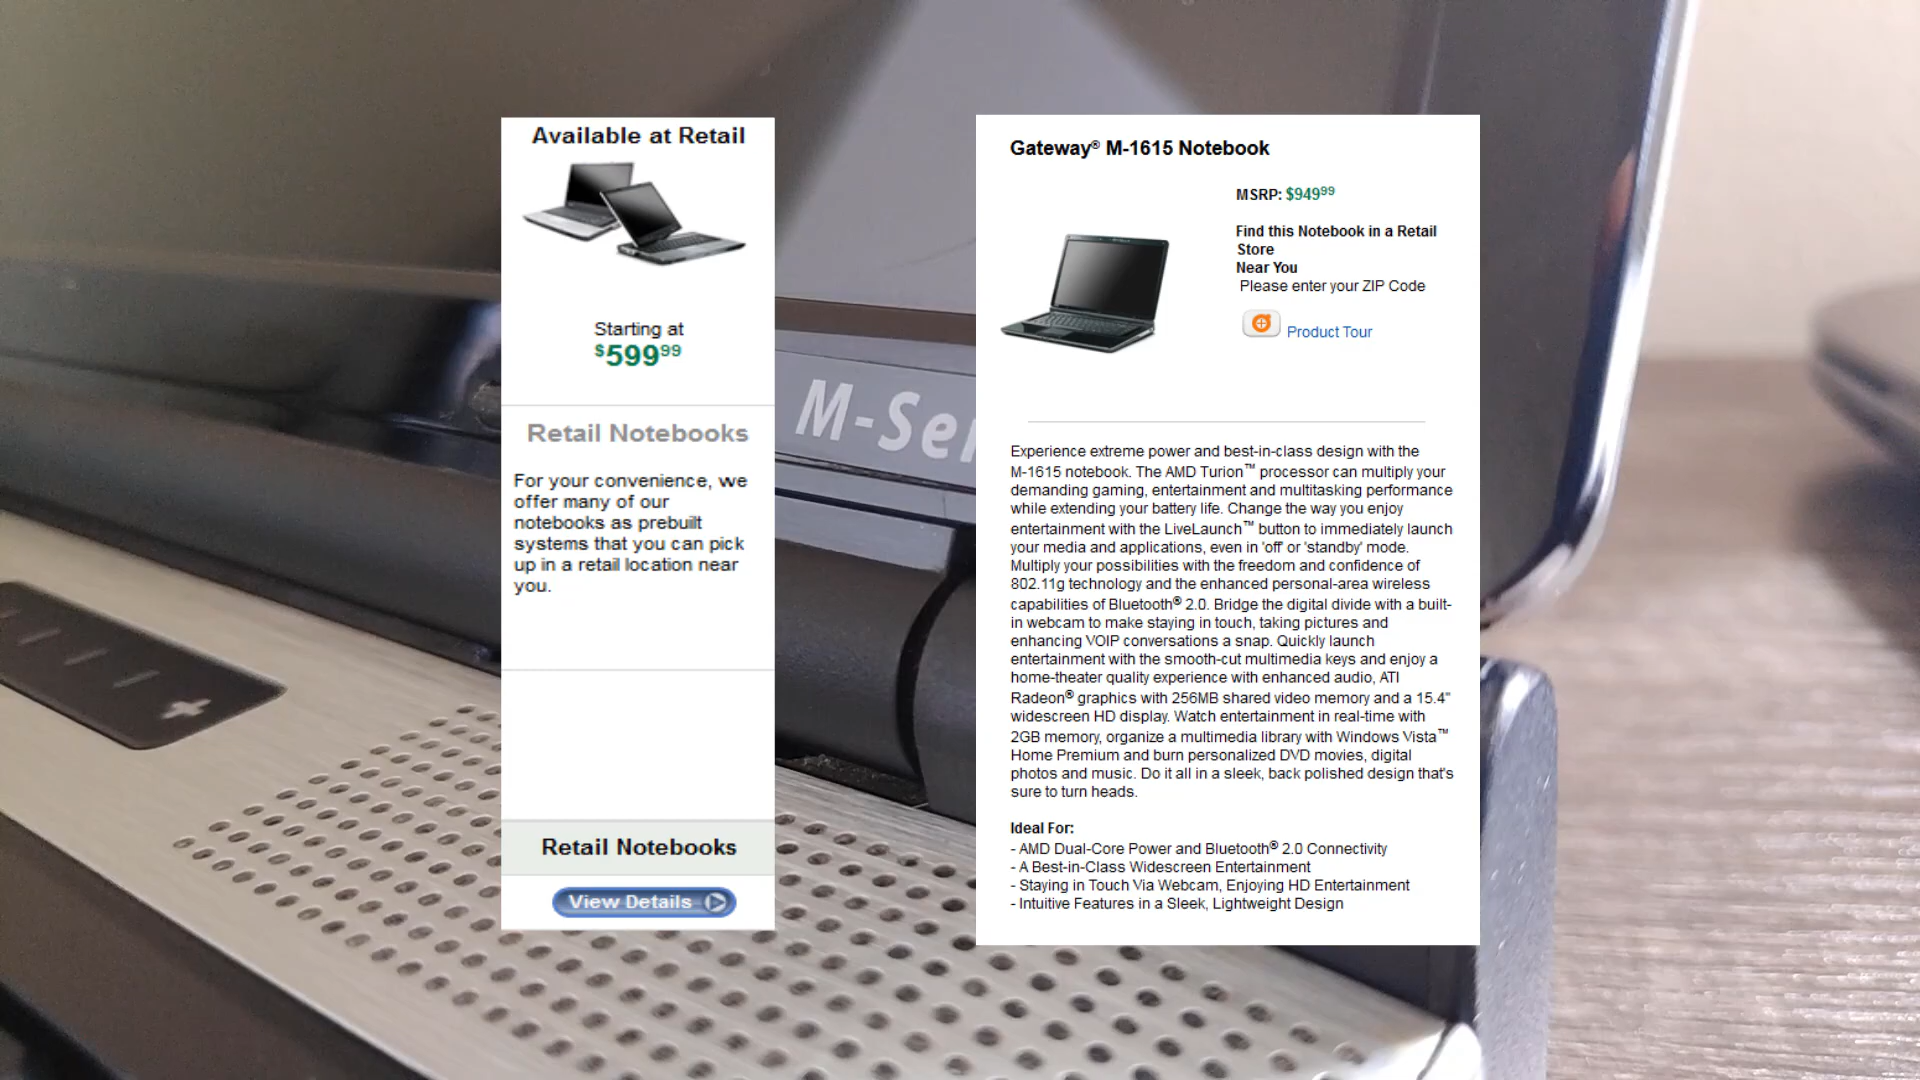 Available at Retail
Starting at
$599.99
Retail Notebooks
For your convenience, we
offer many of our
notebooks as prebuilt
systems that you can pick
up in a retail location near
you.
Retail Notebooks
View Details
M-Ser
Gateway® M-1615 Notebook
MSRP: $949.99
Find this Notebook in a Retail
Store
Near You
Please enter your ZIP Code
Product Tour
Experience extreme power and best-in-class design with the
M-1615 notebook. The AMD Turion™ processor can multiply your
demanding gaming, entertainment and multitasking performance
while extending your battery life. Change the way you enjoy
entertainment with the LiveLaunch™ button to immediately launch
your media and applications, even in 'off' or 'standby' mode.
Multiply your possibilities with the freedom and confidence of
802.11g technology and the enhanced personal-area wireless
capabilities of Bluetooth® 2.0. Bridge the digital divide with a built-
in webcam to make staying in touch, taking pictures and
enhancing VOIP conversations a snap. Quickly launch
entertainment with the smooth-cut multimedia keys and enjoy a
home-theater quality experience with enhanced audio, ATI
Radeon® graphics with 256MB shared video memory and a 15.4"
widescreen HD display. Watch entertainment in real-time with
2GB memory, organize a multimedia library with Windows Vista™
Home Premium and burn personalized DVD movies, digital
photos and music. Do it all in a sleek, back polished design that's
sure to turn heads.
Ideal For:
- AMD Dual-Core Power and Bluetooth® 2.0 Connectivity
- A Best-in-Class Widescreen Entertainment
- Staying in Touch Via Webcam, Enjoying HD Entertainment
- Intuitive Features in a Sleek, Lightweight Design